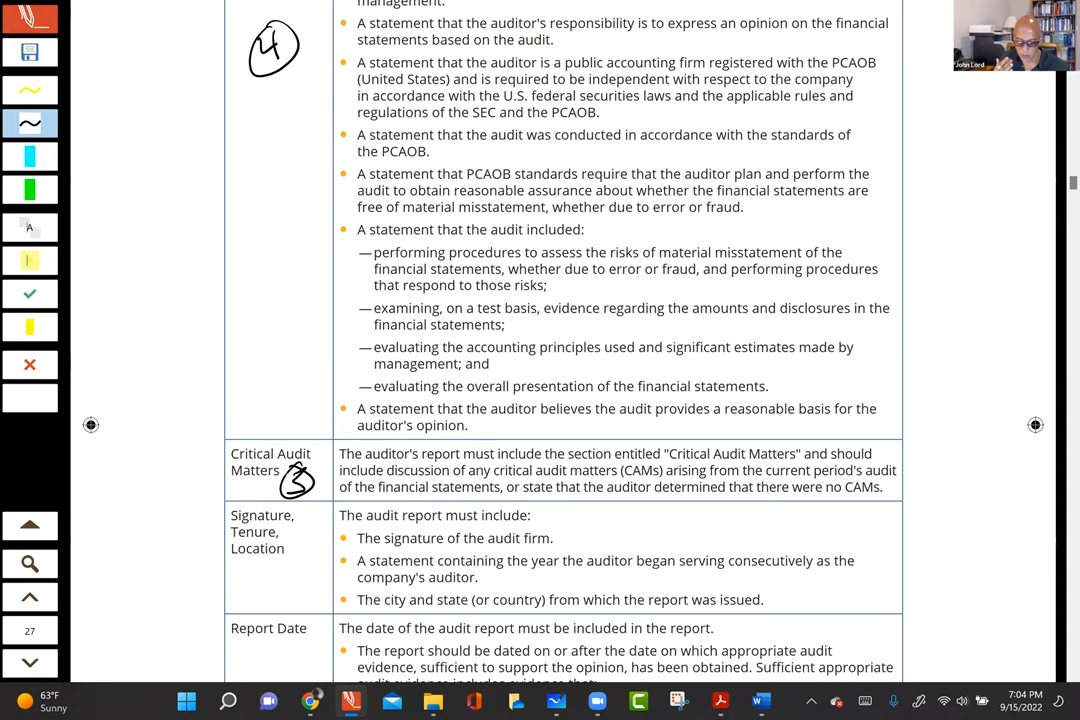 management.
A statement that the auditor's responsibility is to express an opinion on the financial
statements based on the audit.
4
A statement that the auditor is a public accounting firm registered with the PCAOB
(United States) and is required to be independent with respect to the company
in accordance with the U.S. federal securities laws and the applicable rules and
regulations of the SEC and the PCAOB.
John Lord
A statement that the audit was conducted in accordance with the standards of
the PCAOB.
A statement that PCAOB standards require that the auditor plan and perform the
audit to obtain reasonable assurance about whether the financial statements are
free of material misstatement, whether due to error or fraud.
A statement that the audit included:
—performing procedures to assess the risks of material misstatement of the
financial statements, whether due to error or fraud, and performing procedures
that respond to those risks;
—examining, on a test basis, evidence regarding the amounts and disclosures in the
financial statements;
—evaluating the accounting principles used and significant estimates made by
management; and
—evaluating the overall presentation of the financial statements.
A statement that the auditor believes the audit provides a reasonable basis for the
auditor's opinion.
Critical Audit
Matters
The auditor's report must include the section entitled "Critical Audit Matters" and should
include discussion of any critical audit matters (CAMs) arising from the current period's audit
of the financial statements, or state that the auditor determined that there were no CAMs.
Signature,
Tenure,
Location
The audit report must include:
The signature of the audit firm.
A statement containing the year the auditor began serving consecutively as the
company's auditor.
The city and state (or country) from which the report was issued.
Report Date
The date of the audit report must be included in the report.
The report should be dated on or after the date on which appropriate audit
evidence, sufficient to support the opinion, has been obtained. Sufficient appropriate
27
63°F
Sunny
7:04 PM
9/15/2022